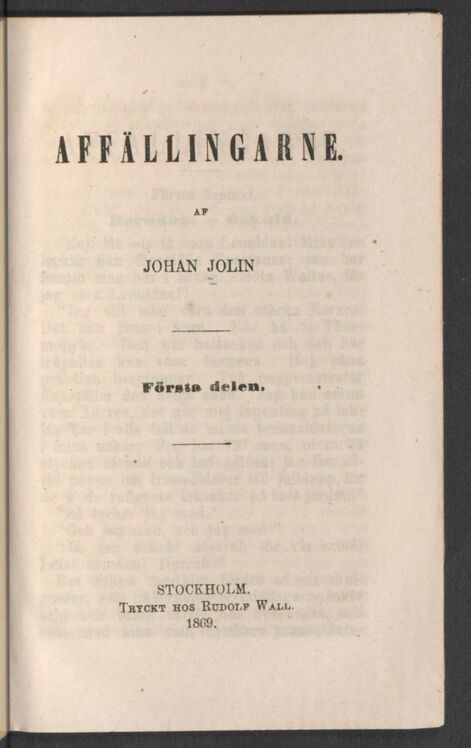 AFFÄLLINGARNE.
AF
JOHAN JOLIN
Första delen.
STOCKHOLM.
TRYCKT HOS RUDOLF WALL.
1869.